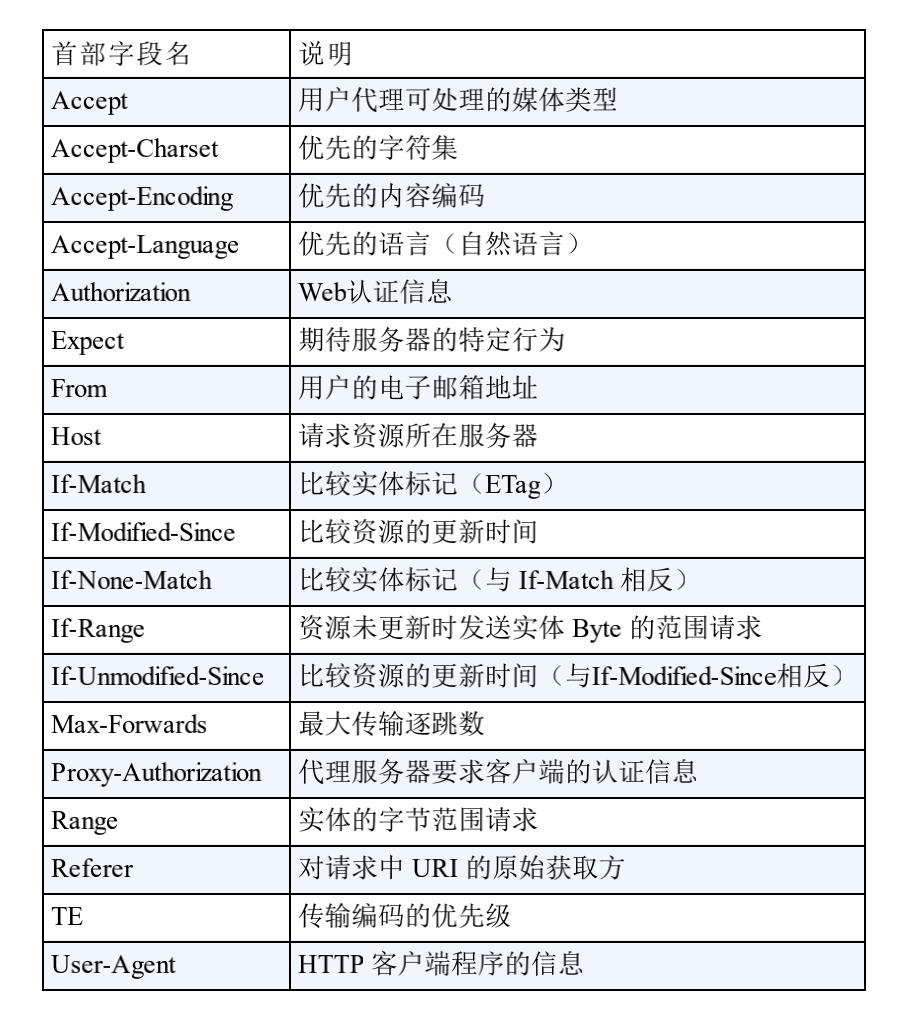 首部字段名 说明
Accept 用户代理可处理的媒体类型
Accept-Charset 优先的字符集
Accept-Encoding 优先的内容编码
Accept-Language 优先的语言（自然语言）
Authorization Web认证信息
Expect 期待服务器的特定行为
From 用户的电子邮箱地址
Host 请求资源所在服务器
If-Match 比较实体标记（ETag）
If-Modified-Since 比较资源的更新时间
If-None-Match 比较实体标记（与 If-Match 相反）
If-Range 资源未更新时发送实体 Byte 的范围请求
If-Unmodified-Since 比较资源的更新时间（与If-Modified-Since相反）
Max-Forwards 最大传输逐跳数
Proxy-Authorization 代理服务器要求客户端的认证信息
Range 实体的字节范围请求
Referer 对请求中 URI 的原始获取方
TE 传输编码的优先级
User-Agent HTTP 客户端程序的信息